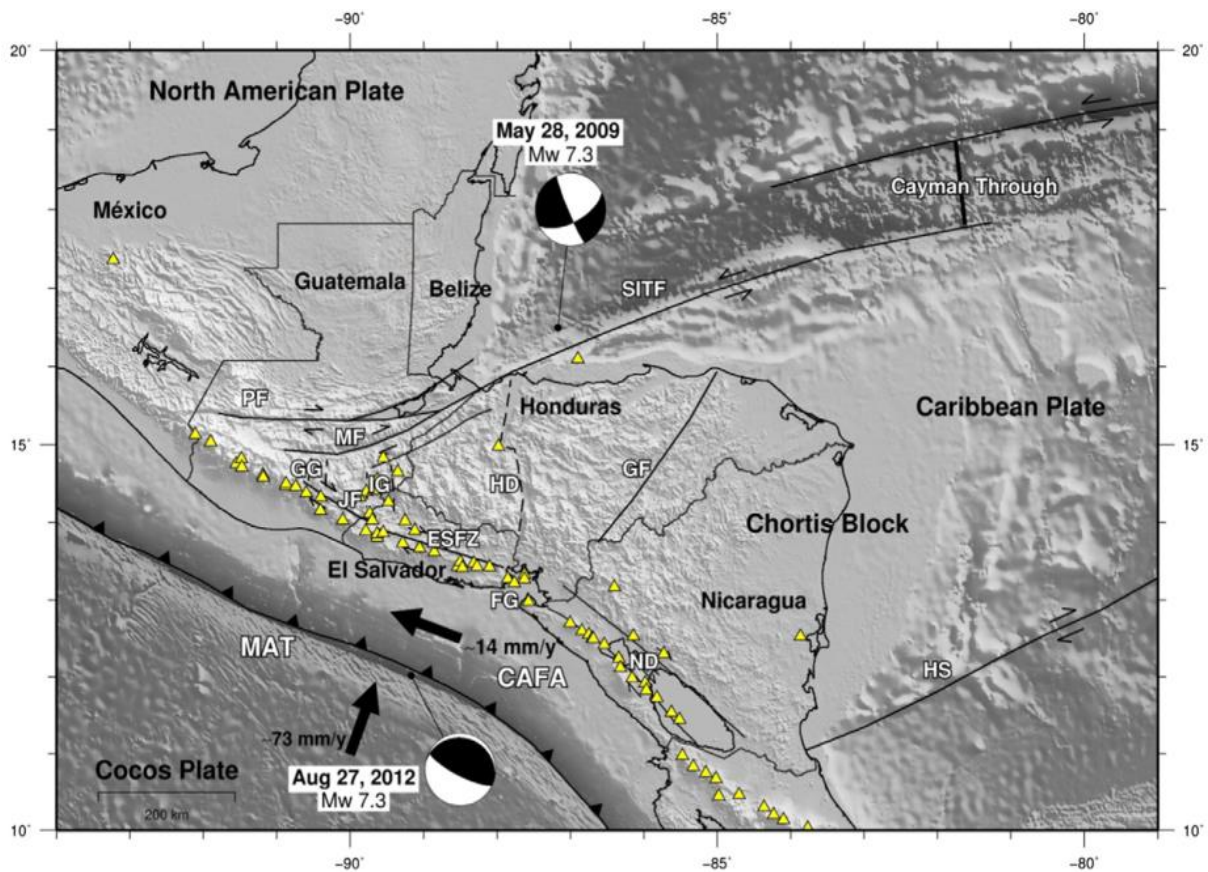 -90°
-85°
-80°
20°
20°
North American Plate
May 28, 2009
Mw 7.3
Cayman Through
México
Guatemala
Belize
SITF
PF
Honduras
Caribbean Plate
15°
15°
MF
GG
IG
GF
HD
JF
Chortis Block
ESFZ
El Salvador
Nicaragua
FG
~14 mm/y
MAT
ND
HS
CAFA
~73 mm/y
Cocos Plate
Aug 27, 2012
Mw 7.3
200 km
10°
10°
-90°
-85°
-80°